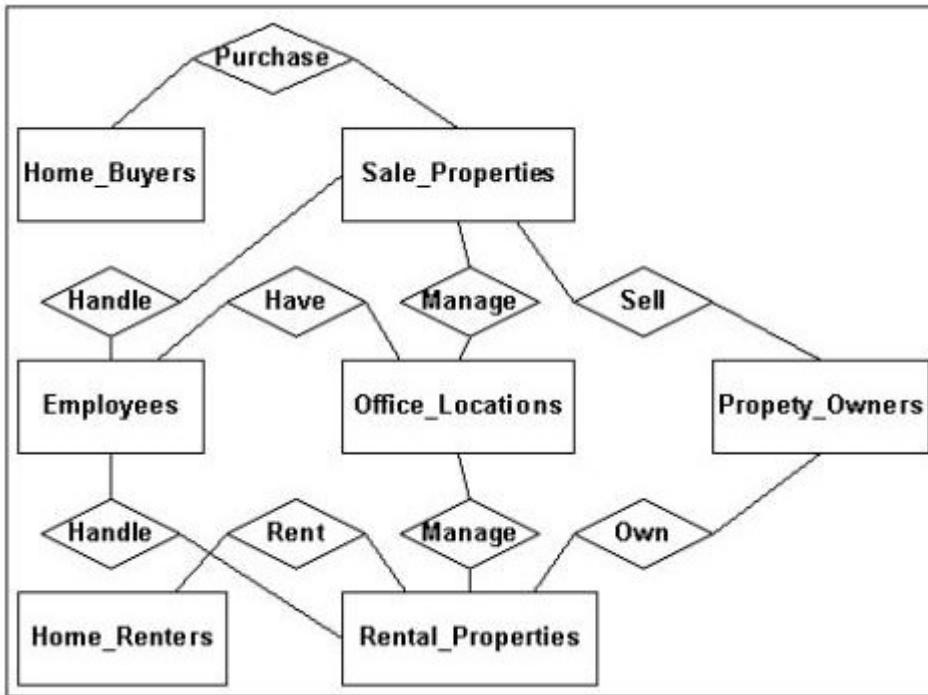 Purchase
Home_Buyers
Sale_Properties
Handle
Have
Manage
Sell
Employees
Office_Locations
Propety_Owners
Handle
Rent
Manage
Own
Home_Renters
Rental_Properties